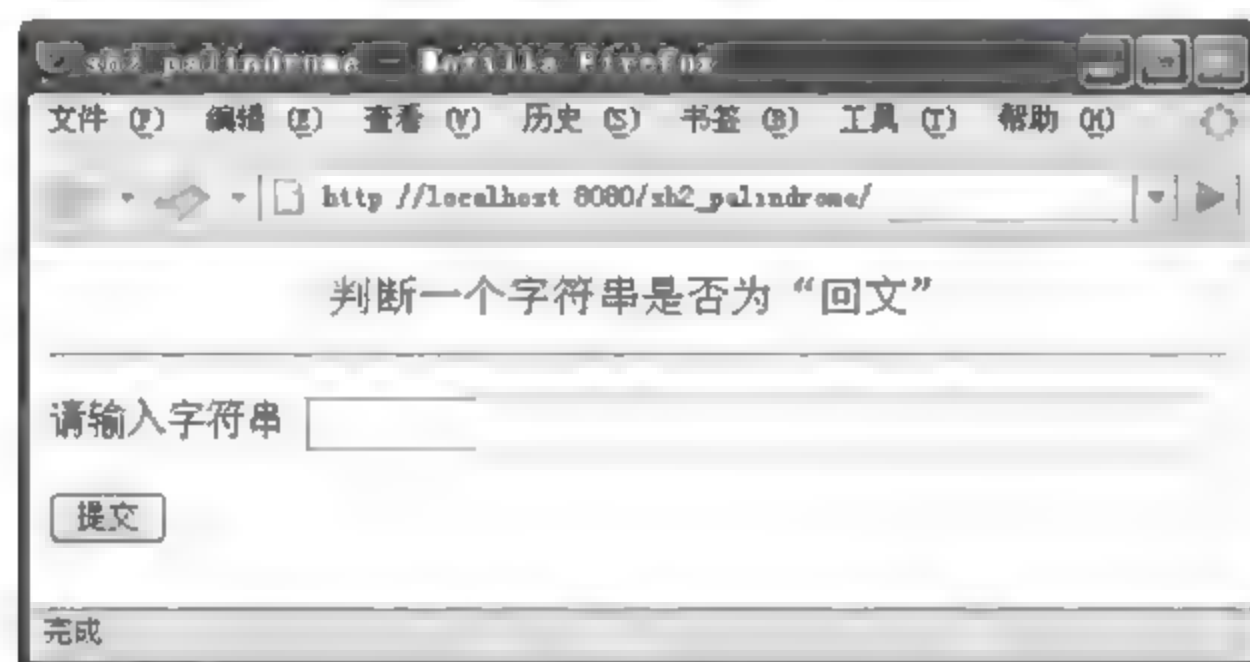 sh2_palindrome - Mozilla Firefox
文件(F) 编辑(E) 查看(V) 历史(S) 书签(B) 工具(T) 帮助(H)
http //localhost 8080/sh2_palindrome/
判断一个字符串是否为“回文”
请输入字符串
提交
完成